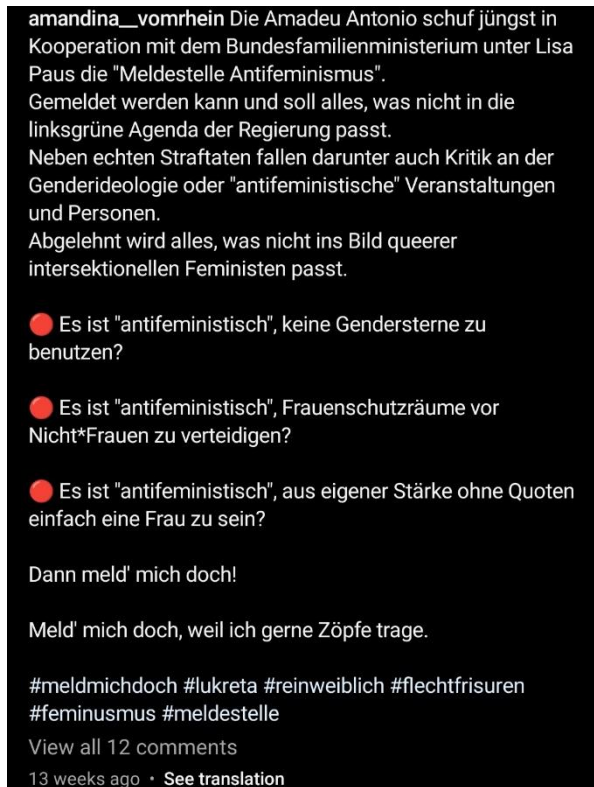 amandina__vomrhein Die Amadeu Antonio schuf jüngst in
Kooperation mit dem Bundesfamilienministerium unter Lisa
Paus die "Meldestelle Antifeminismus".
Gemeldet werden kann und soll alles, was nicht in die
linksgrüne Agenda der Regierung passt.
Neben echten Straftaten fallen darunter auch Kritik an der
Genderideologie oder "antifeministische" Veranstaltungen
und Personen.
Abgelehnt wird alles, was nicht ins Bild queerer
intersektionellen Feministen passt.
🔴 Es ist "antifeministisch", keine Gendersterne zu
benutzen?
🔴 Es ist "antifeministisch", Frauenschutzräume vor
Nicht*Frauen zu verteidigen?
🔴 Es ist "antifeministisch", aus eigener Stärke ohne Quoten
einfach eine Frau zu sein?
Dann meld' mich doch!
Meld' mich doch, weil ich gerne Zöpfe trage.
#meldmichdoch #lukreta #reinweiblich #flechtfrisuren
#feminusmus #meldestelle
View all 12 comments
13 weeks ago • See translation